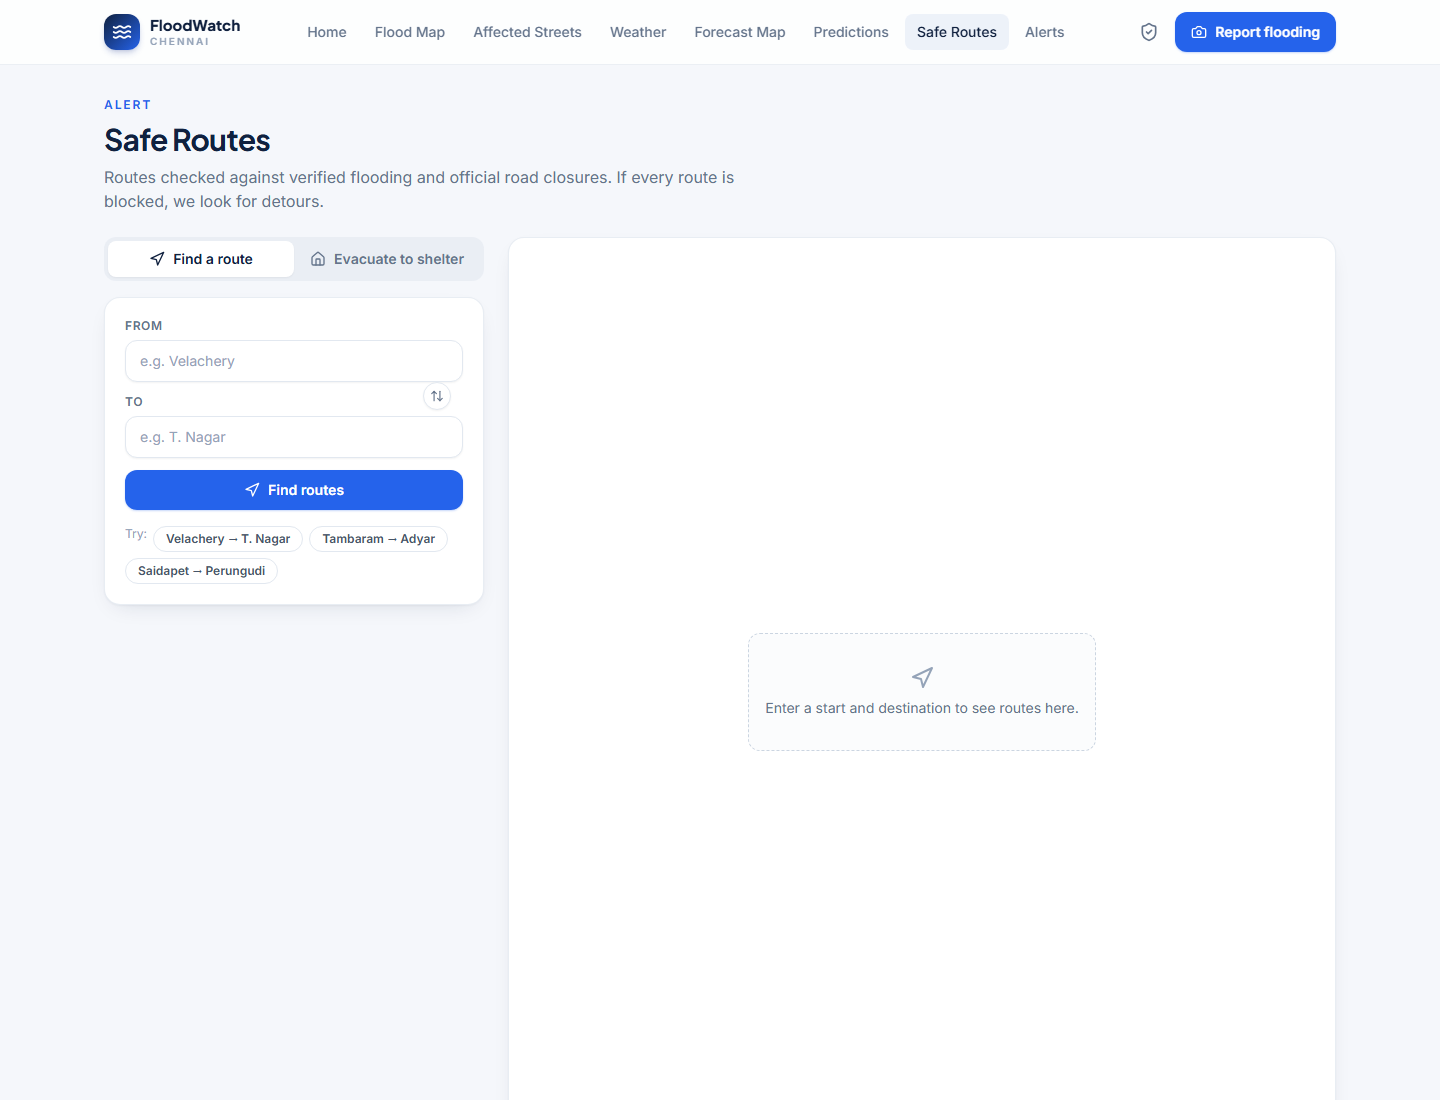 FloodWatch
CHENNAI
Home
Flood Map
Affected Streets
Weather
Forecast Map
Predictions
Safe Routes
Alerts
Report flooding
ALERT
Safe Routes
Routes checked against verified flooding and official road closures. If every route is
blocked, we look for detours.
Find a route
Evacuate to shelter
FROM
e.g. Velachery
TO
e.g. T. Nagar
Find routes
Try:
Velachery → T. Nagar
Tambaram → Adyar
Saidapet → Perungudi
Enter a start and destination to see routes here.